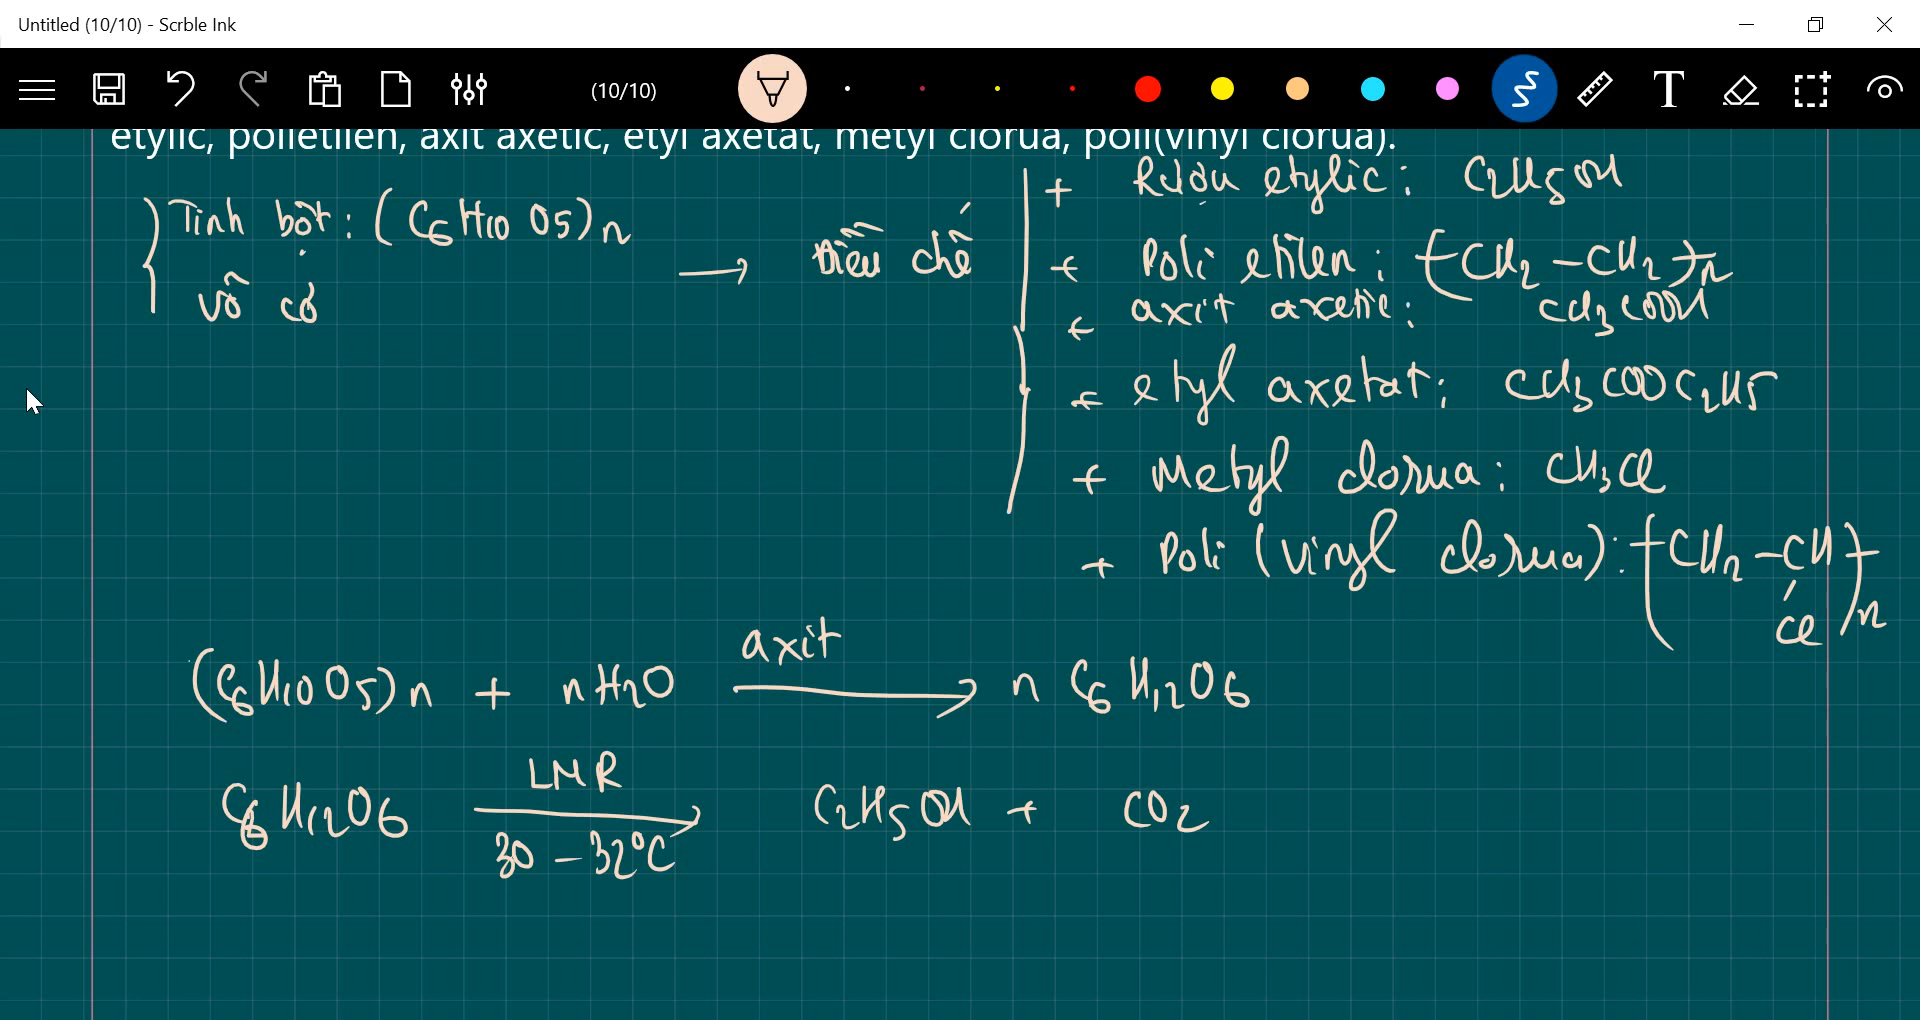 Untitled (10/10) - Scrble Ink
(10/10)
etylic, polietilen, axit axetic, etyl axetat, metyl clorua, poli(vinyl clorua).
Tinh bột: (C6H10O5)n
vô cơ
→ Điều chế
+ Rượu etylic: C2H5OH
+ Poli etilen: (CH2-CH2)n
+ axit axetic: CH3COOH
+ etyl axetat: CH3COOC2H5
+ Metyl clorua: CH3Cl
+ Poli (vinyl clorua): (CH2-CH)n
Cl
axit
(C6H10O5)n + nH2O → n C6H12O6
LMR
C6H12O6 → C2H5OH + CO2
30-32°C